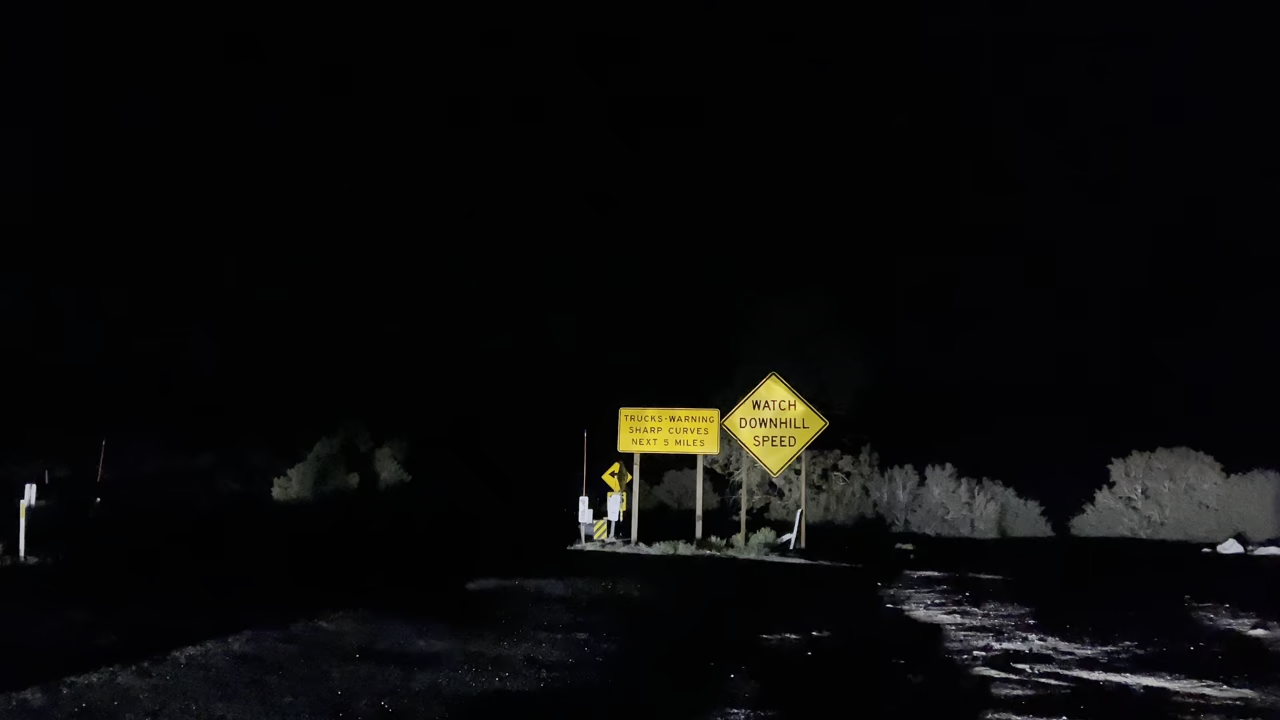 TRUCKS-WARNING
SHARP CURVES
NEXT 5 MILES
WATCH
DOWNHILL
SPEED